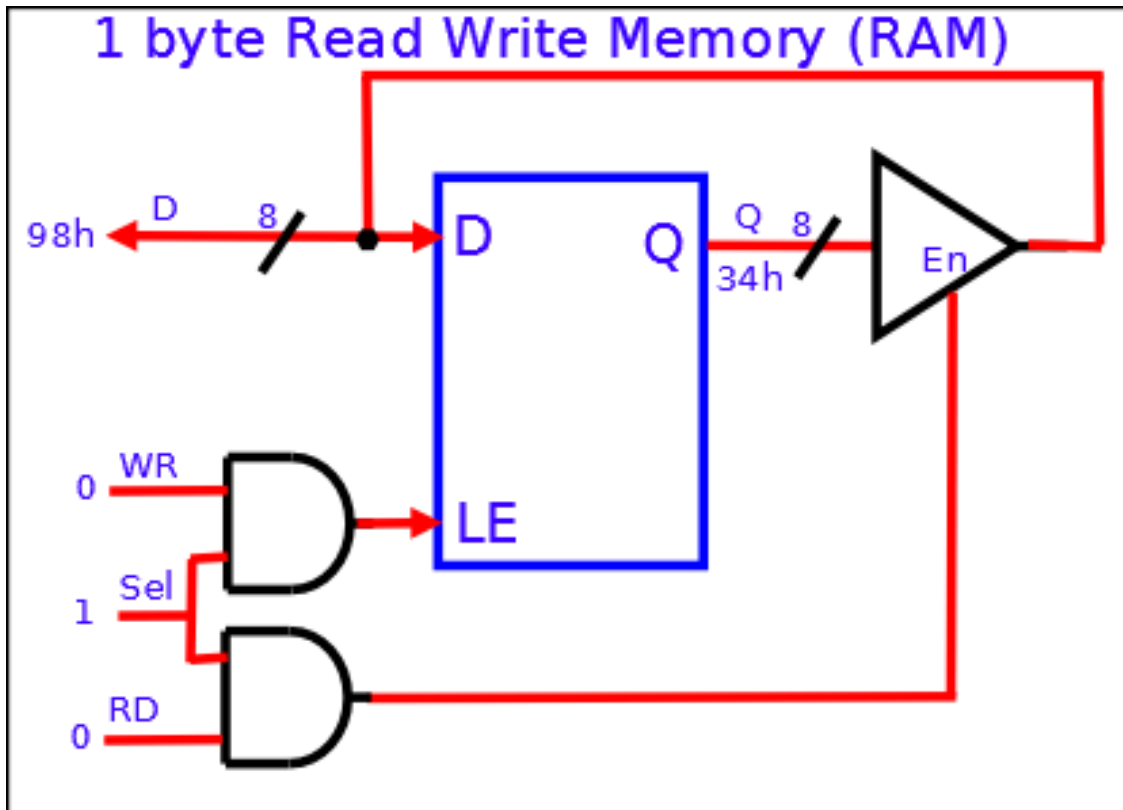 1 byte Read Write Memory (RAM)
98h
D
8
D
Q
Q
8
34h
En
0
WR
LE
1
Sel
0
RD